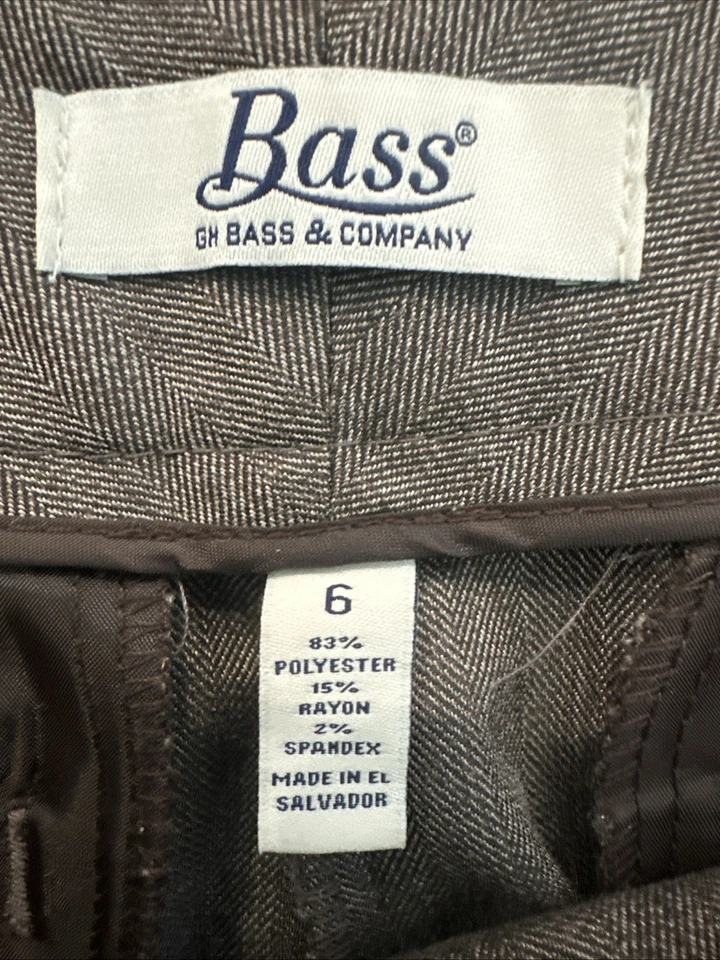 Bass®
GH BASS & COMPANY
6
83%
POLYESTER
15%
RAYON
2%
SPANDEX
MADE IN EL
SALVADOR